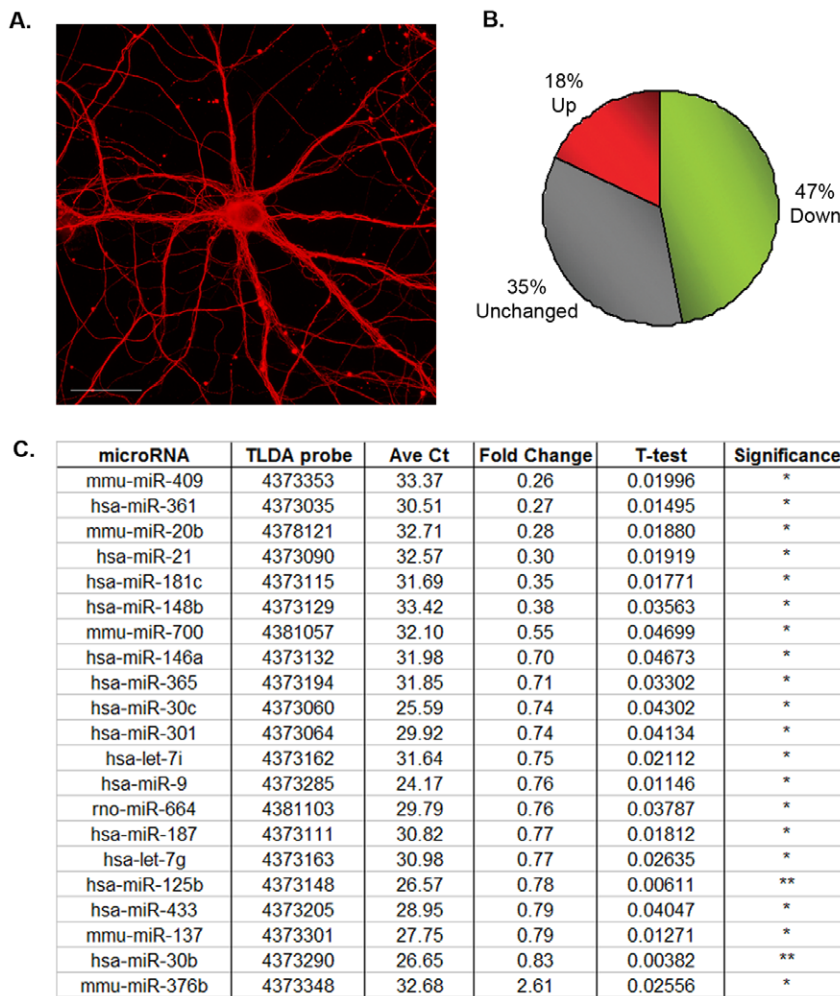 A.
B.
18%
Up
47%
Down
35%
Unchanged
C.
microRNA TLDA probe Ave Ct Fold Change T-test Significance
mmu-miR-409 4373353 33.37 0.26 0.01996 *
hsa-miR-361 4373035 30.51 0.27 0.01495 *
mmu-miR-20b 4378121 32.71 0.28 0.01880 *
hsa-miR-21 4373090 32.57 0.30 0.01919 *
hsa-miR-181c 4373115 31.69 0.35 0.01771 *
hsa-miR-148b 4373129 33.42 0.38 0.03563 *
mmu-miR-700 4381057 32.10 0.55 0.04699 *
hsa-miR-146a 4373132 31.98 0.70 0.04673 *
hsa-miR-365 4373194 31.85 0.71 0.03302 *
hsa-miR-30c 4373060 25.59 0.74 0.04302 *
hsa-miR-301 4373064 29.92 0.74 0.04134 *
hsa-let-7i 4373162 31.64 0.75 0.02112 *
hsa-miR-9 4373285 24.17 0.76 0.01146 *
rno-miR-664 4381103 29.79 0.76 0.03787 *
hsa-miR-187 4373111 30.82 0.77 0.01812 *
hsa-let-7g 4373163 30.98 0.77 0.02635 *
hsa-miR-125b 4373148 26.57 0.78 0.00611 **
hsa-miR-433 4373205 28.95 0.79 0.04047 *
mmu-miR-137 4373301 27.75 0.79 0.01271 *
hsa-miR-30b 4373290 26.65 0.83 0.00382 **
mmu-miR-376b 4373348 32.68 2.61 0.02556 *